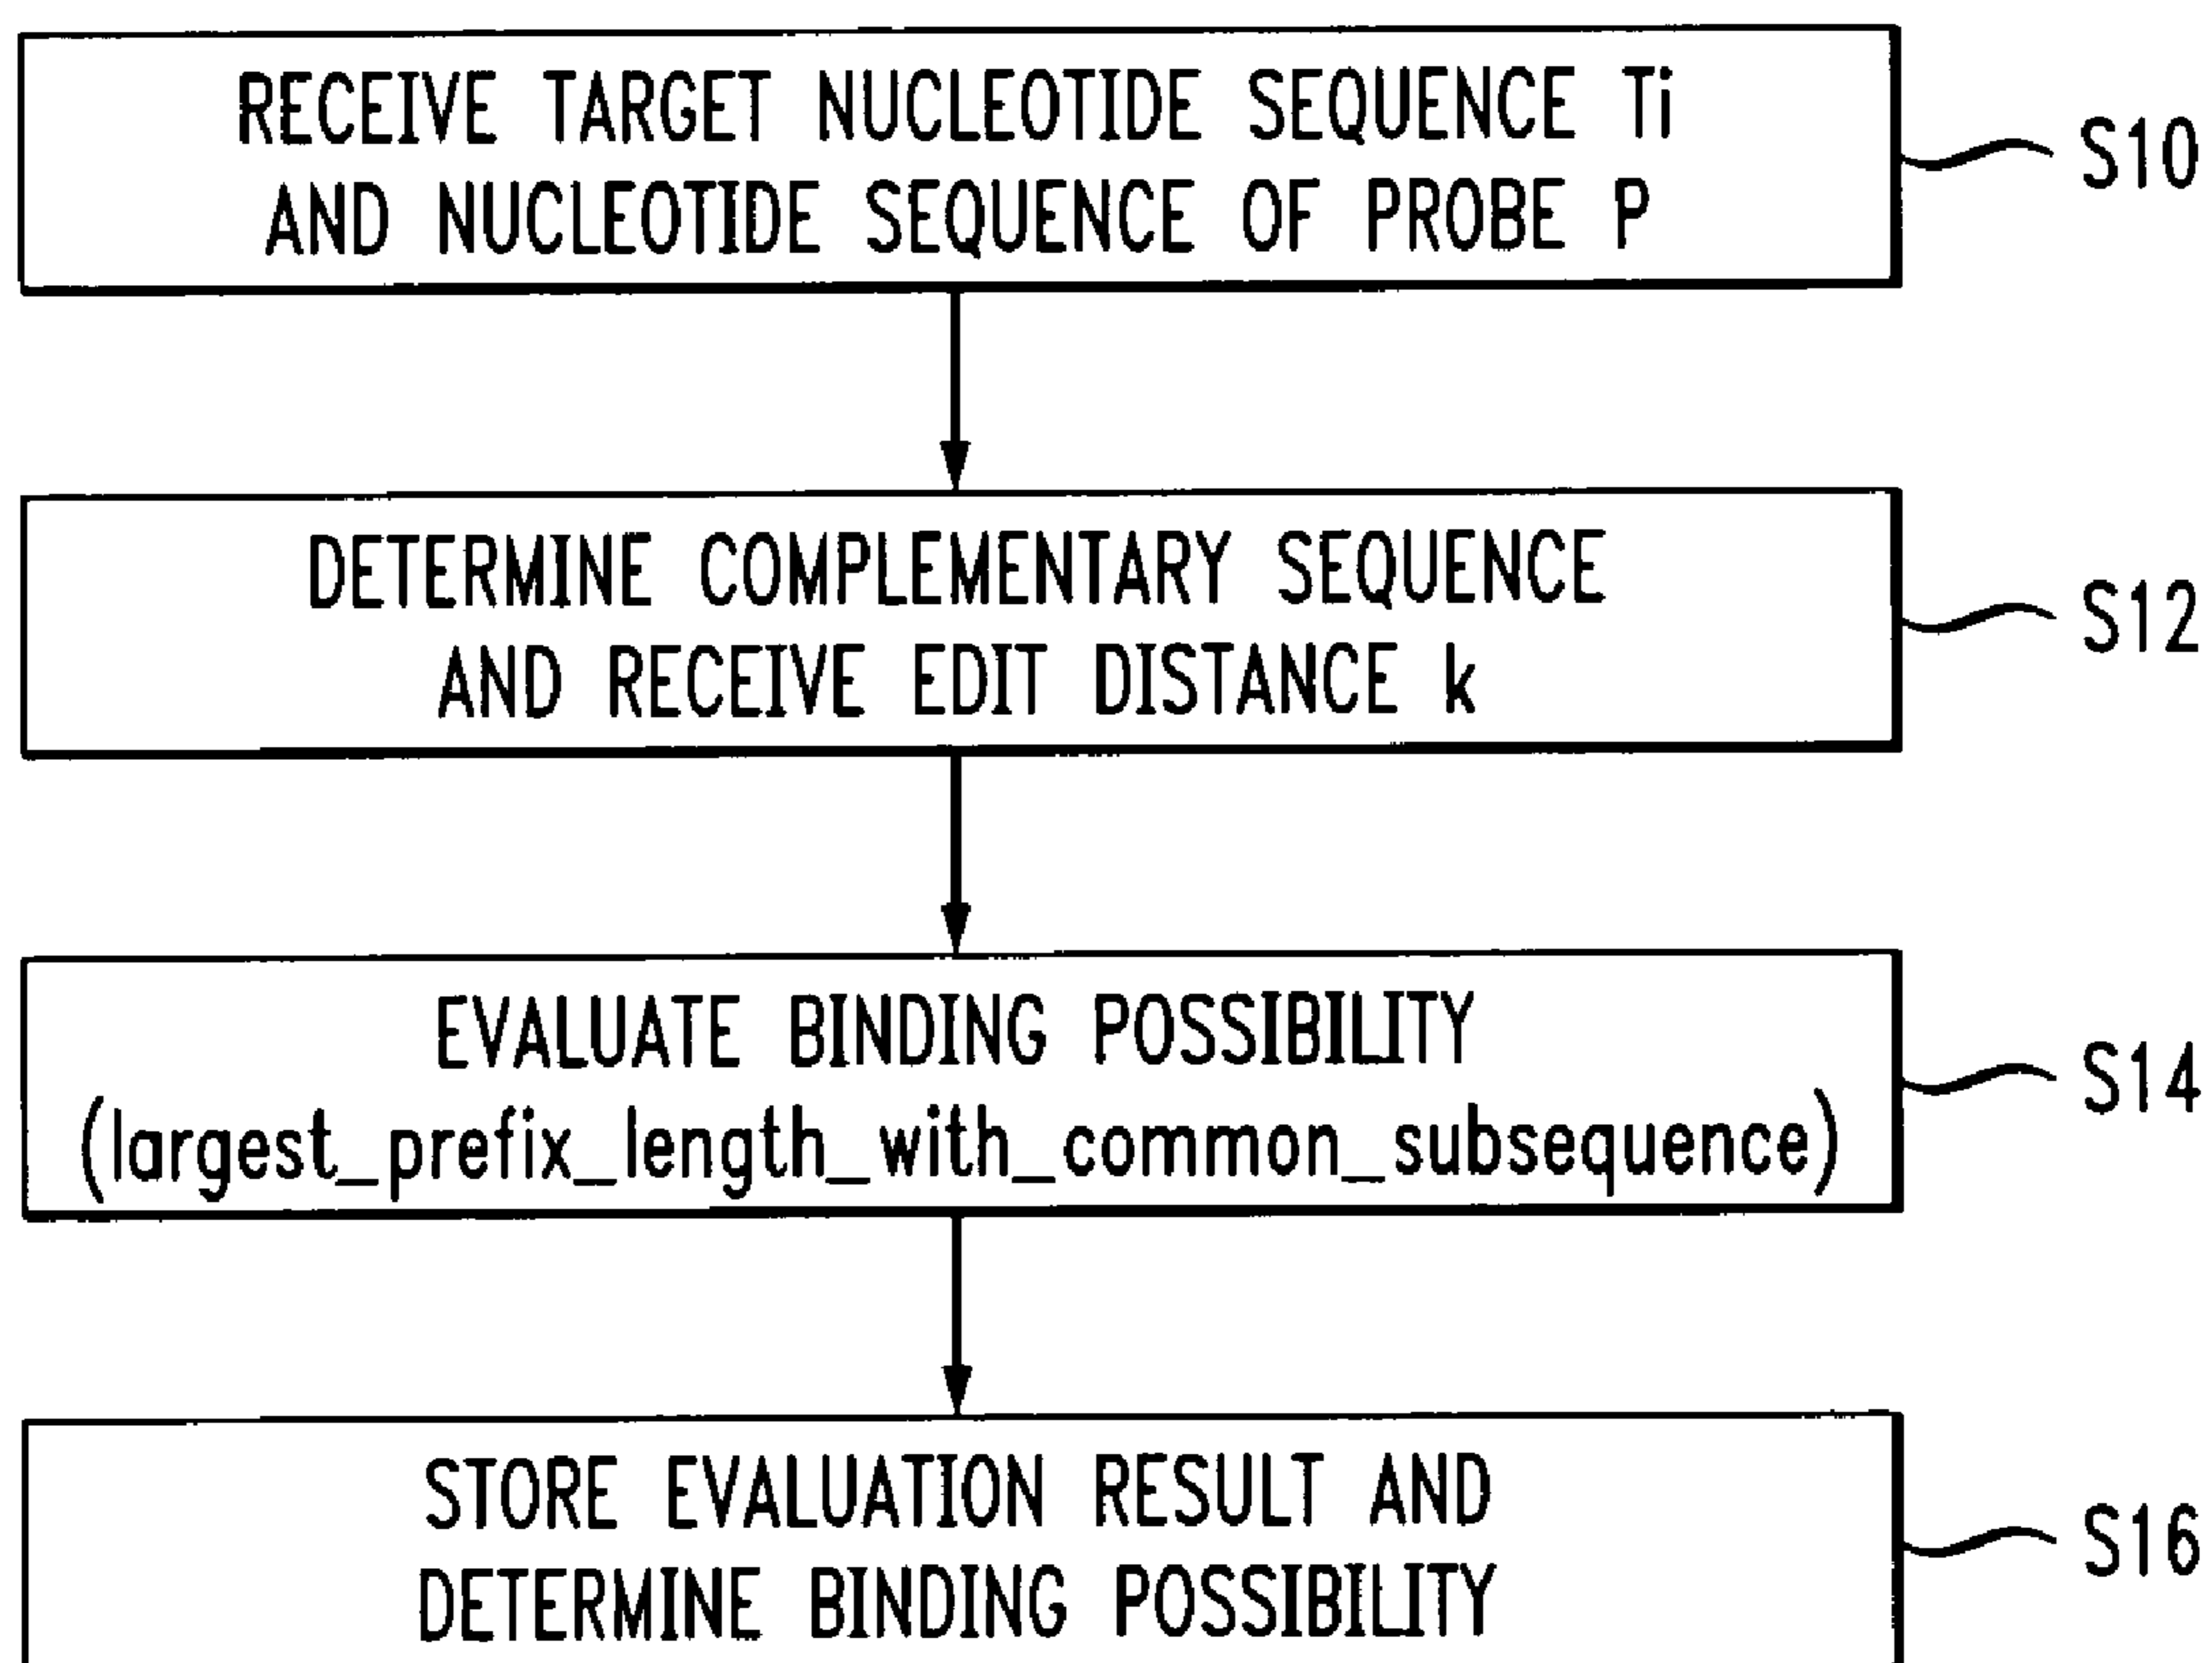 RECEIVE TARGET NUCLEOTIDE SEQUENCE Ti
AND NUCLEOTIDE SEQUENCE OF PROBE P
S10
DETERMINE COMPLEMENTARY SEQUENCE
AND RECEIVE EDIT DISTANCE k
S12
EVALUATE BINDING POSSIBILITY
(largest_prefix_length_with_common_subsequence)
S14
STORE EVALUATION RESULT AND
DETERMINE BINDING POSSIBILITY
S16